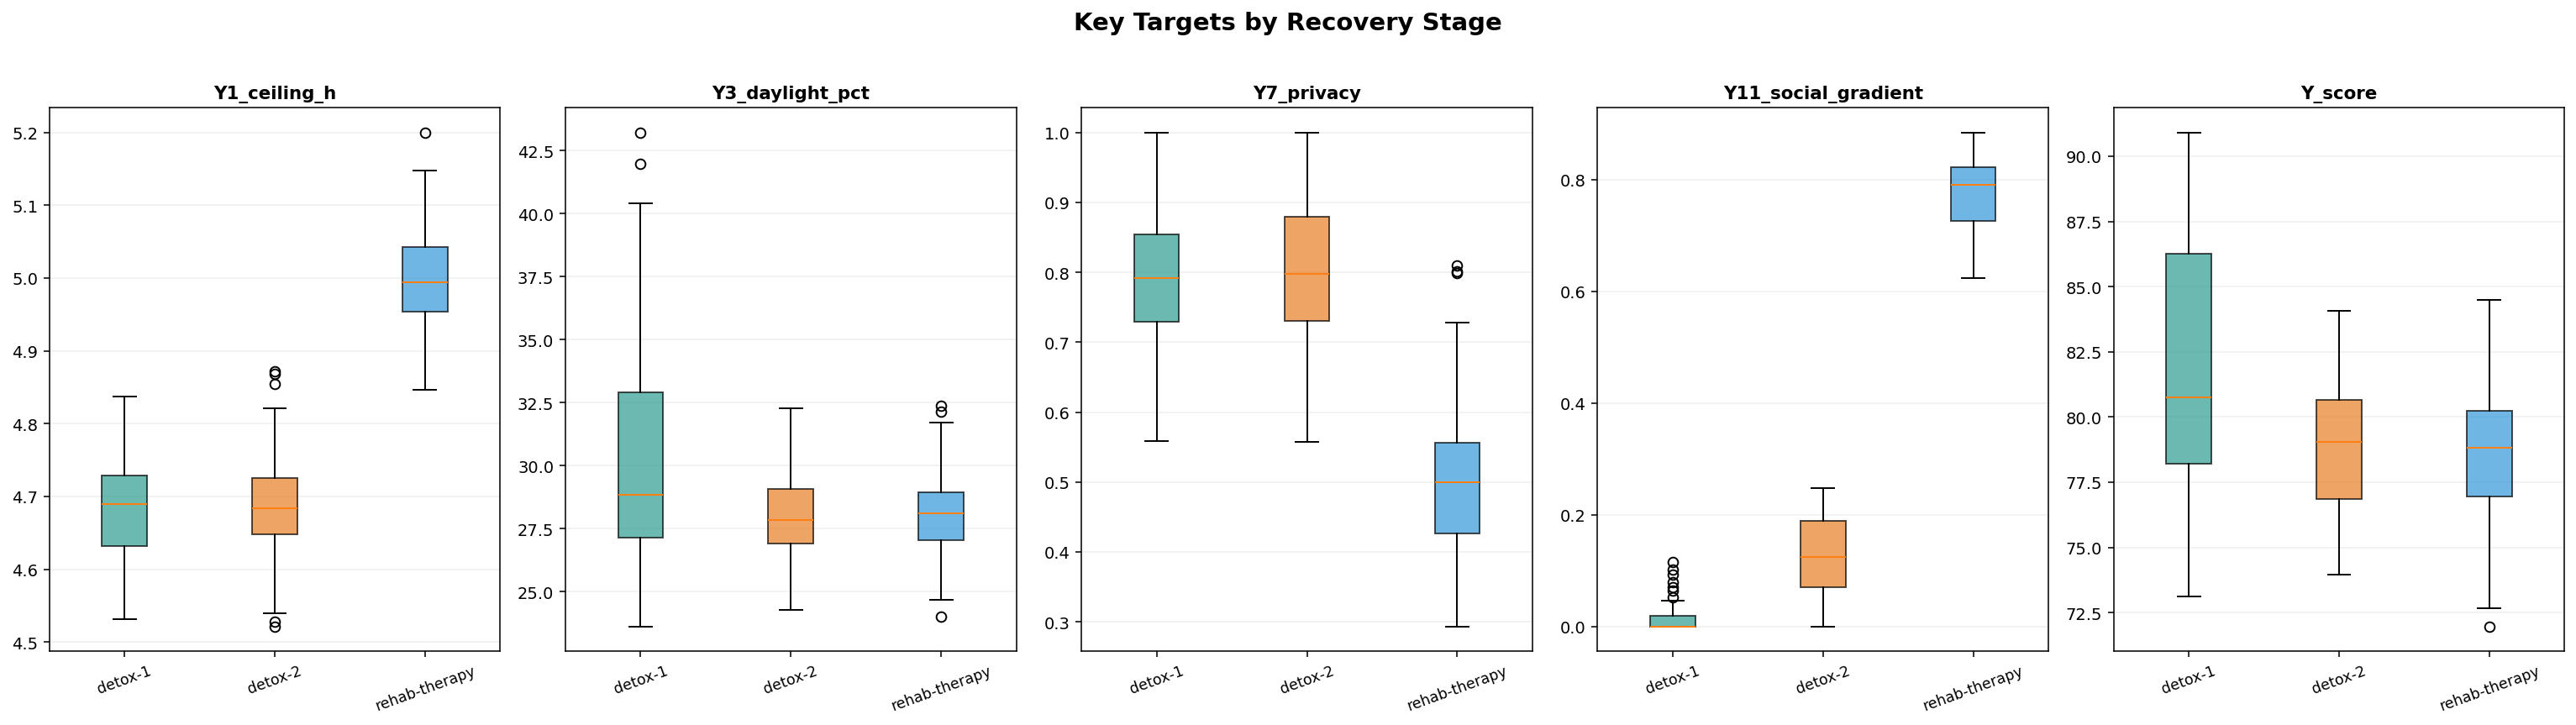 Key Targets by Recovery Stage
Y1_ceiling_h
5.2
5.1
5.0
4.9
4.8
4.7
4.6
4.5
detox-1
detox-2
rehab-therapy
Y3_daylight_pct
42.5
40.0
37.5
35.0
32.5
30.0
27.5
25.0
detox-1
detox-2
rehab-therapy
Y7_privacy
1.0
0.9
0.8
0.7
0.6
0.5
0.4
0.3
detox-1
detox-2
rehab-therapy
Y11_social_gradient
0.8
0.6
0.4
0.2
0.0
detox-1
detox-2
rehab-therapy
Y_score
90.0
87.5
85.0
82.5
80.0
77.5
75.0
72.5
detox-1
detox-2
rehab-therapy